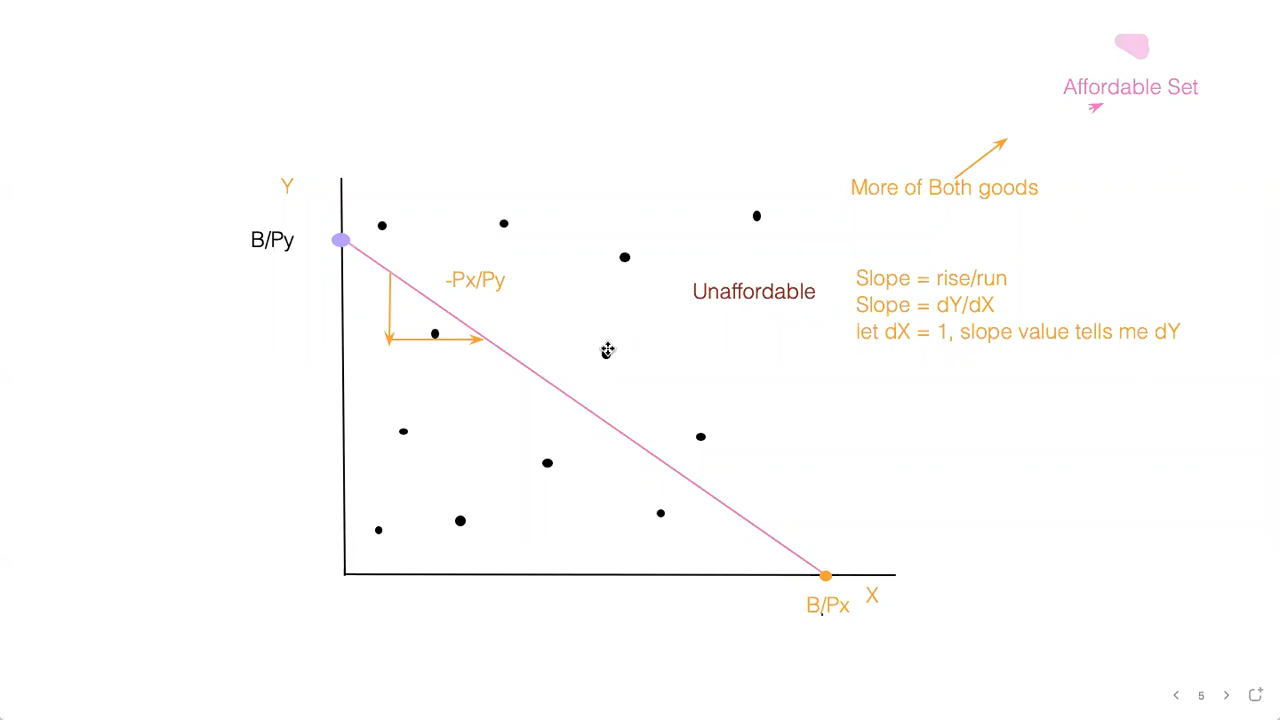 Affordable Set
Y
More of Both goods
B/Py
-Px/Py
Unaffordable
Slope = rise/run
Slope = dY/dX
let dX = 1, slope value tells me dY
B/Px
X
5